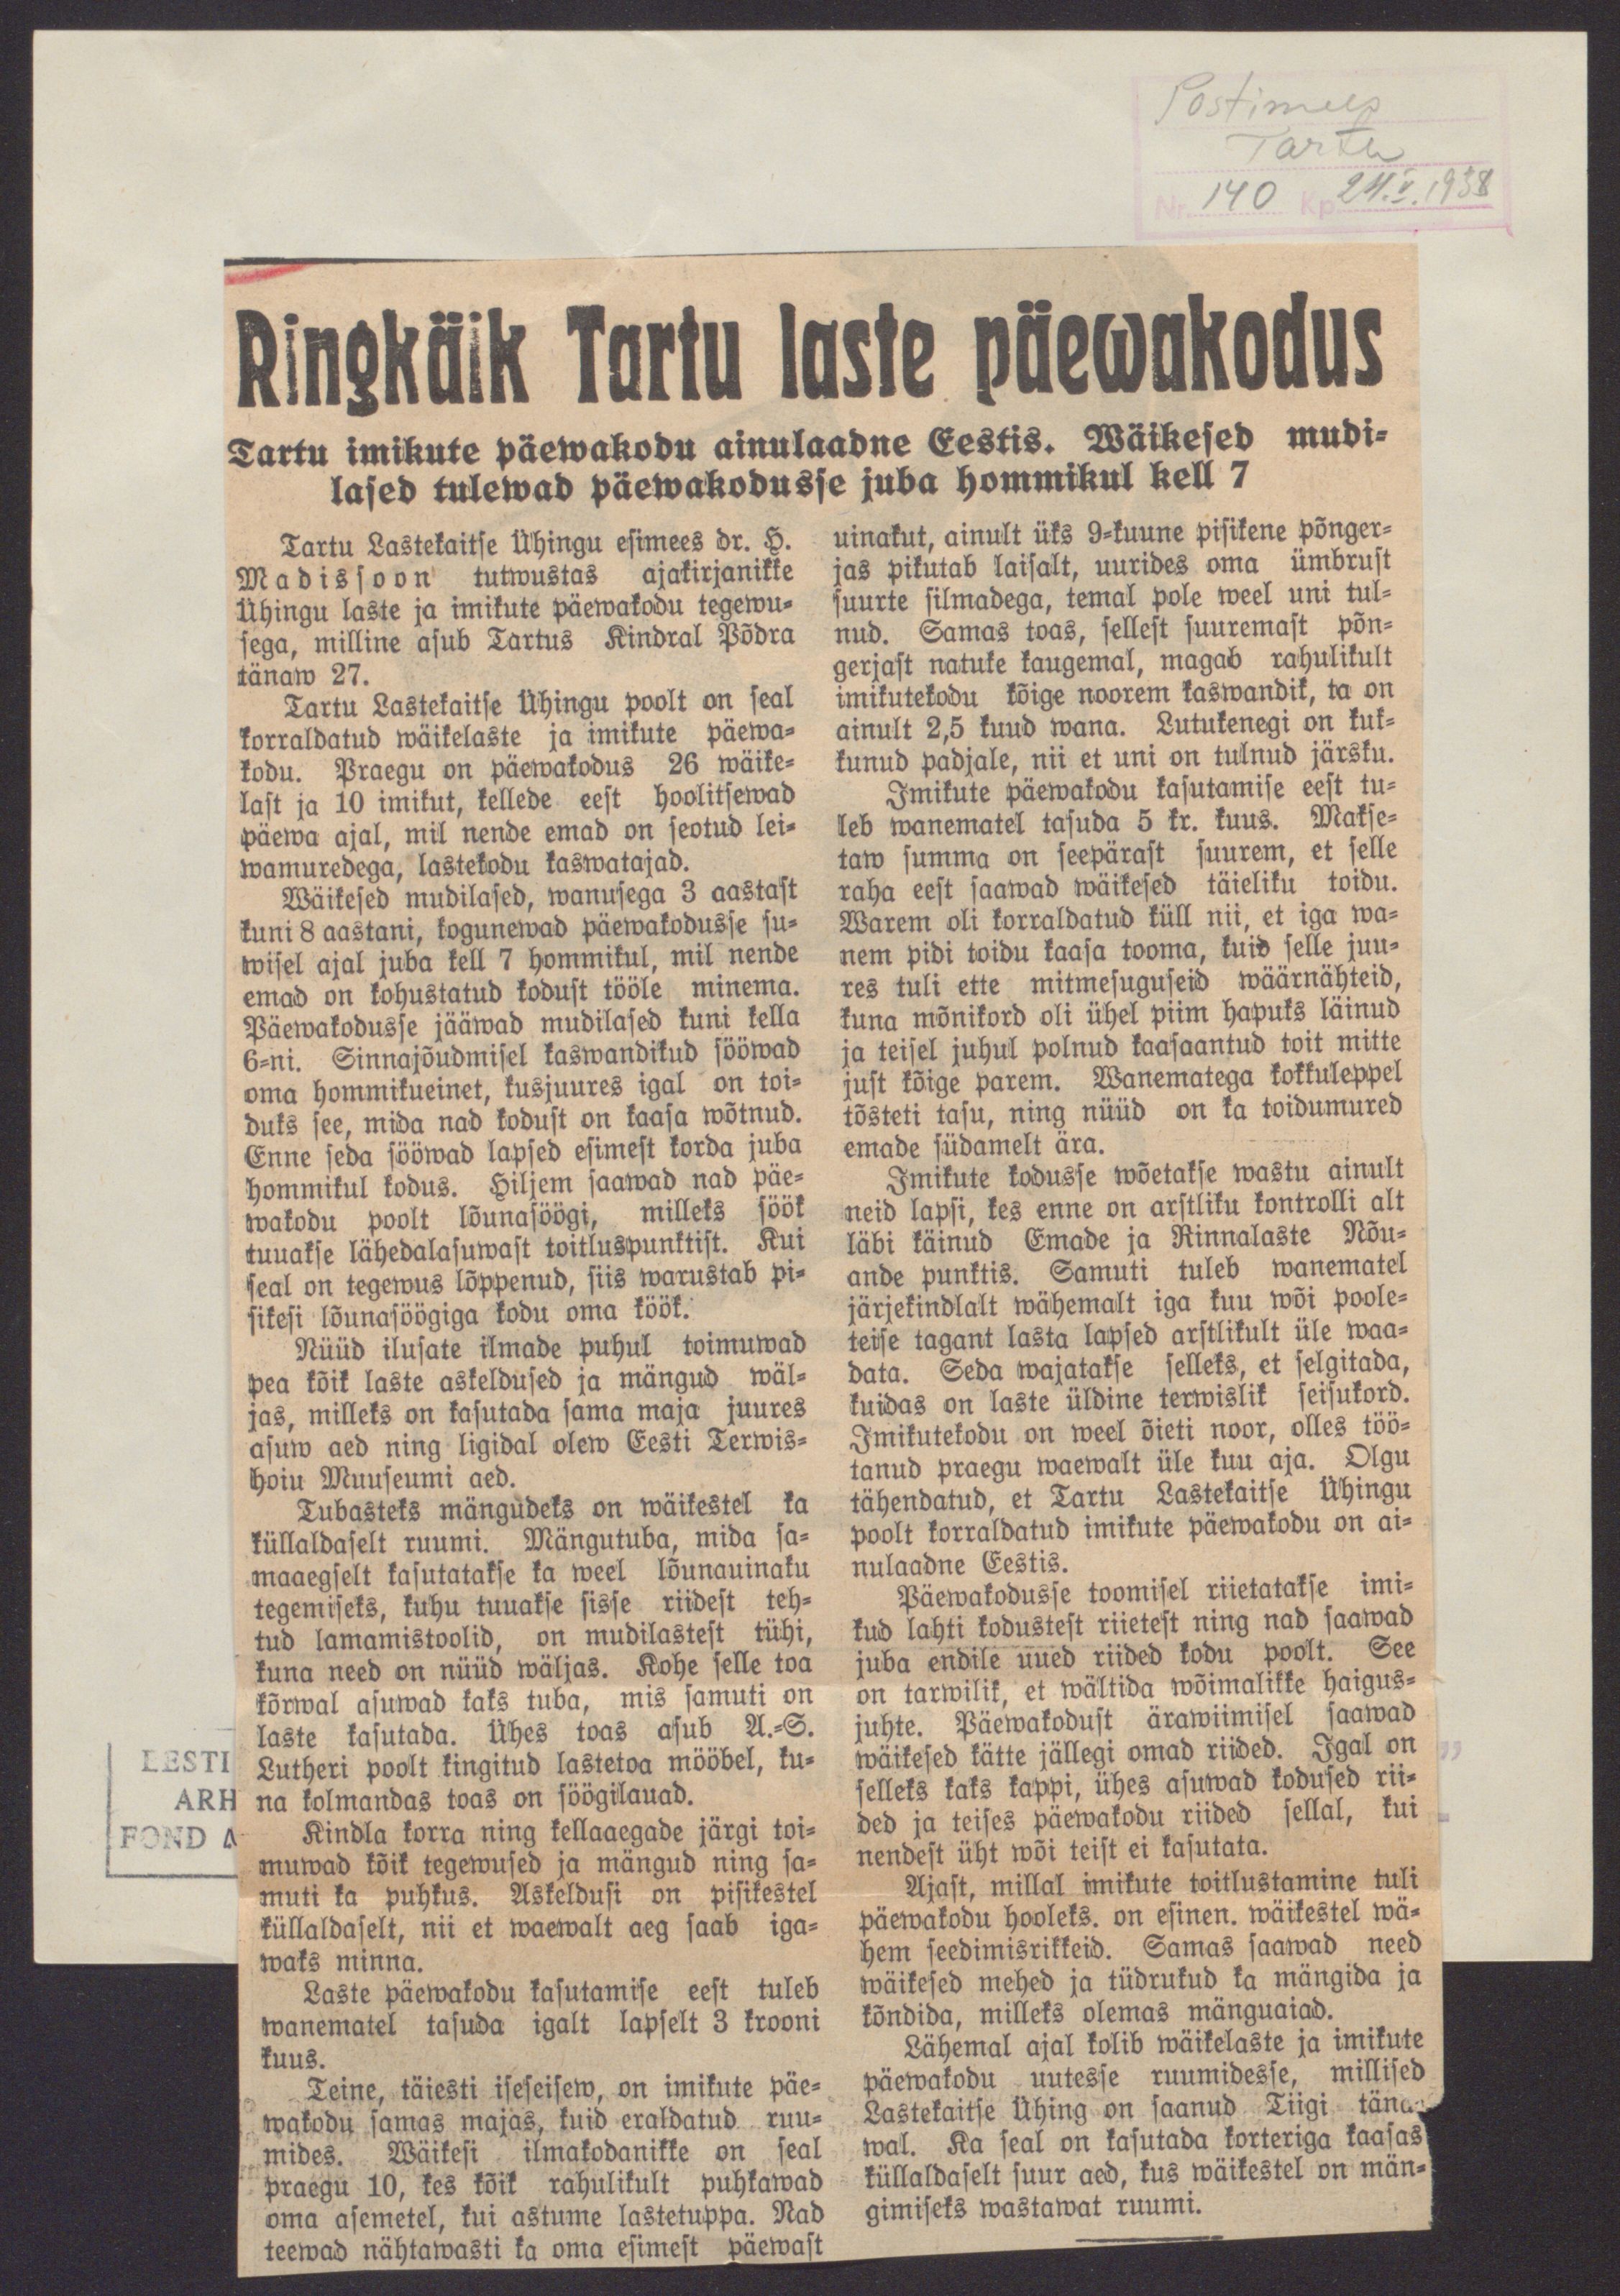 Postimees
Tartu
Nr. 140 Kp. 24.V.1938
Ringkäik Tartu laste päewakodus
Tartu imikute päewakodu ainulaadne Eestis. Wäikesed mudi-
lased tulewad päewakodusse juba hommikul kell 7
Tartu Lastekaitse Ühingu esimees dr. H.
Madissoon tutwustas ajakirjanikke
Ühingu laste ja imikute päewakodu tegewu-
sega, milline asub Tartus Kindral Põdra
tänaw 27.
Tartu Lastekaitse Ühingu poolt on seal
korraldatud wäikelaste ja imikute päewa-
kodu. Praegu on päewakodus 26 wäike-
last ja 10 imikut, kellede eest hoolitsewad
päewa ajal, mil nende emad on seotud lei-
wamuredega, lastekodu kaswatajad.
Wäikesed mudilased, wanusega 3 aastast
kuni 8 aastani, kogunewad päewakodusse su-
wisel ajal juba kell 7 hommikul, mil nende
emad on kohustatud kodust tööle minema.
Päewakodusse jääwad mudilased kuni kella
6-ni. Sinnajõudmisel kaswandikud sööwad
oma hommikueinet, kusjuures igal on toi-
duks see, mida nad kodust on kaasa wõtnud.
Enne seda sööwad lapsed esimest korda juba
hommikul kodus. Hiljem saawad nad päe-
wakodu poolt lõunasöögi, milleks söök
tuuakse lähedalasuwast toitluspunktist. Kui
seal on tegewus lõppenud, siis warustab pi-
sikesi lõunasöögiga kodu oma köök.
Nüüd ilusate ilmade puhul toimuwad
pea kõik laste askeldused ja mängud wäl-
jas, milleks on kasutada sama maja juures
asuw aed ning ligidal olew Eesti Terwis-
hoiu Muuseumi aed.
Tubasteks mängudeks on wäikestel ka
küllaldaselt ruumi. Mängutuba, mida sa-
maaegselt kasutatakse ka weel lõunauinaku
tegemiseks, kuhu tuuakse sisse riidest teh-
tud lamamistoolid, on mudilastest tühi,
kuna need on nüüd wäljas. Kohe selle toa
kõrwal asuwad kaks tuba, mis samuti on
laste kasutada. Ühes toas asub A.-S.
Lutheri poolt kingitud lastetoa mööbel, ku-
na kolmandas toas on söögilauad.
Kindla korra ning kellaaegade järgi toi-
muwad kõik tegewused ja mängud ning sa-
muti ka puhkus. Askeldusi on pisikestel
küllaldaselt, nii et waewalt aeg saab iga-
waks minna.
Laste päewakodu kasutamise eest tuleb
wanematel tasuda igalt lapselt 3 krooni
kuus.
Teine, täiesti iseseisew, on imikute päe-
wakodu samas majas, kuid eraldatud ruu-
mides. Wäikesi ilmakodanikke on seal
praegu 10, kes kõik rahulikult puhkawad
oma asemetel, kui astume lastetuppa. Nad
teewad nähtawasti ka oma esimest päewast
uinakut, ainult üks 9-kuune pisikene põnger-
jas pikutab laisalt, uurides oma ümbrust
suurte silmadega, temal pole weel uni tul-
nud. Samas toas, sellest suuremast põn-
gerjast natuke kaugemal, magab rahulikult
imikutekodu kõige noorem kaswandik, ta on
ainult 2,5 kuud wana. Lutukenegi on kuk-
kunud padjale, nii et uni on tulnud järsku.
Imikute päewakodu kasutamise eest tu-
leb wanematel tasuda 5 kr. kuus. Makse-
taw summa on seepärast suurem, et selle
raha eest saawad wäikesed täieliku toidu.
Warem oli korraldatud küll nii, et iga wa-
nem pidi toidu kaasa tooma, kuid selle juu-
res tuli ette mitmesuguseid wäärnähteid,
kuna mõnikord oli ühel piim hapuks läinud
ja teisel juhul polnud kaasaantud toit mitte
just kõige parem. Wanematega kokkuleppel
tõsteti tasu, ning nüüd on ka toidumured
emade südamelt ära.
Imikute kodusse wõetakse wastu ainult
neid lapsi, kes enne on arstliku kontrolli alt
läbi käinud Emade ja Rinnalaste Nõu-
ande punktis. Samuti tuleb wanematel
järjekindlalt wähemalt iga kuu wõi poole-
teise tagant lasta lapsed arstlikult üle waa-
data. Seda wajatakse selleks, et selgitada,
kuidas on laste üldine terwislik seisukord.
Imikutekodu on weel õieti noor, olles töö-
tanud praegu waewalt üle kuu aja. Olgu
tähendatud, et Tartu Lastekaitse Ühingu
poolt korraldatud imikute päewakodu on ai-
nulaadne Eestis.
Päewakodusse toomisel riietatakse imi-
kud lahti kodustest riietest ning nad saawad
juba endile uued riided kodu poolt. See
on tarwilik, et wältida wõimalikke haigus-
juhte. Päewakodust ärawiimisel saawad
wäikesed kätte jällegi omad riided. Igal on
selleks kaks kappi, ühes asuwad kodused rii-
ded ja teises päewakodu riided sellal, kui
nendest üht wõi teist ei kasutata.
Ajast, millal imikute toitlustamine tuli
päewakodu hooleks. on esinen. wäikestel wä-
hem seedimisrikkeid. Samas saawad need
wäikesed mehed ja tüdrukud ka mängida ja
kõndida, milleks olemas mänguaiad.
Lähemal ajal kolib wäikelaste ja imikute
päewakodu uutesse ruumidesse, millised
Lastekaitse Ühing on saanud Tiigi täna-
wal. Ka seal on kasutada korteriga kaasas
küllaldaselt suur aed, kus wäikestel on män-
gimiseks wastawat ruumi.
EESTI
ARH
FOND A